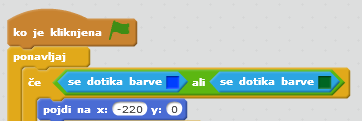 ko je kliknjena
ponavljaj
če se dotika barve ali se dotika barve
pojdi na x: -220 y: 0